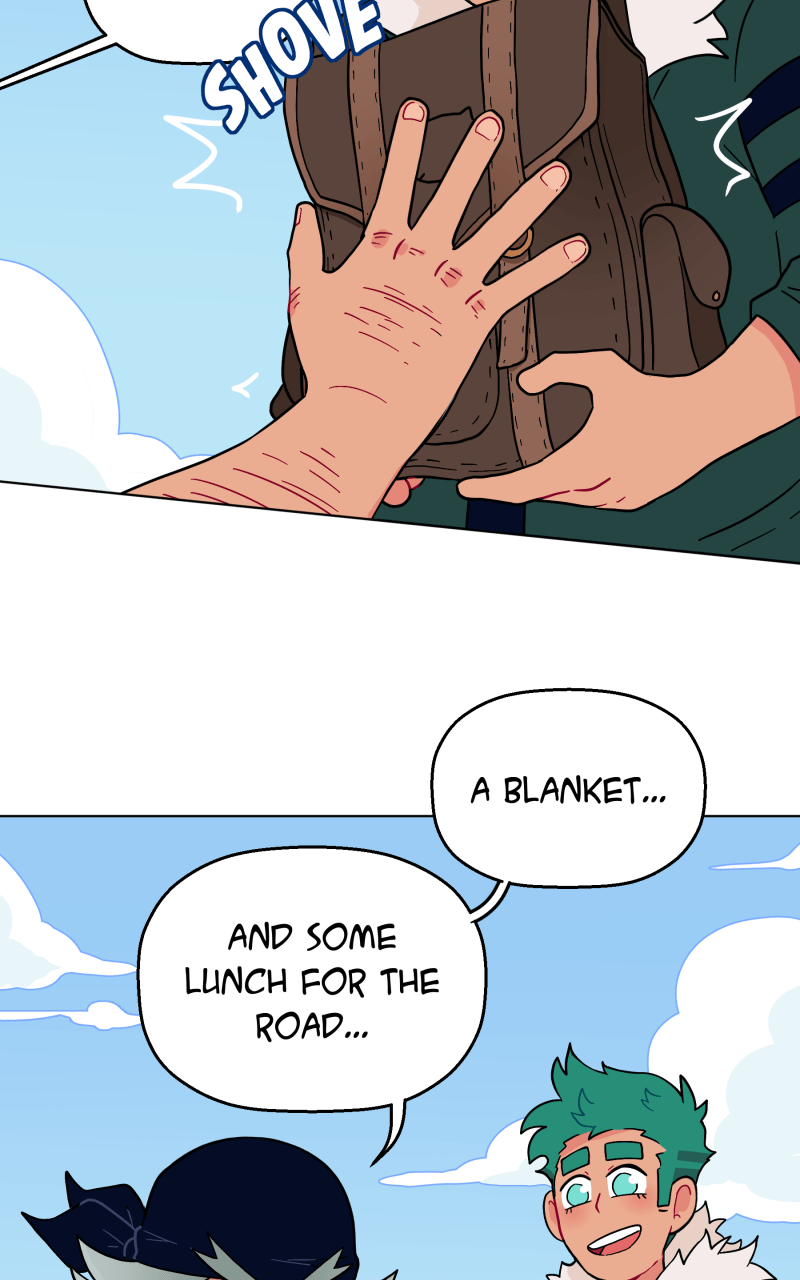 SHOVE
A BLANKET...
AND SOME
LUNCH FOR THE
ROAD...